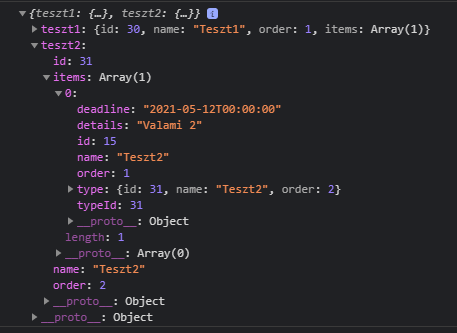 {teszt1: {…}, teszt2: {…}} i
teszt1: {id: 30, name: "Teszt1", order: 1, items: Array(1)}
teszt2:
id: 31
items: Array(1)
0:
deadline: "2021-05-12T00:00:00"
details: "Valami 2"
id: 15
name: "Teszt2"
order: 1
type: {id: 31, name: "Teszt2", order: 2}
typeId: 31
__proto__: Object
length: 1
__proto__: Array(0)
name: "Teszt2"
order: 2
__proto__: Object
__proto__: Object